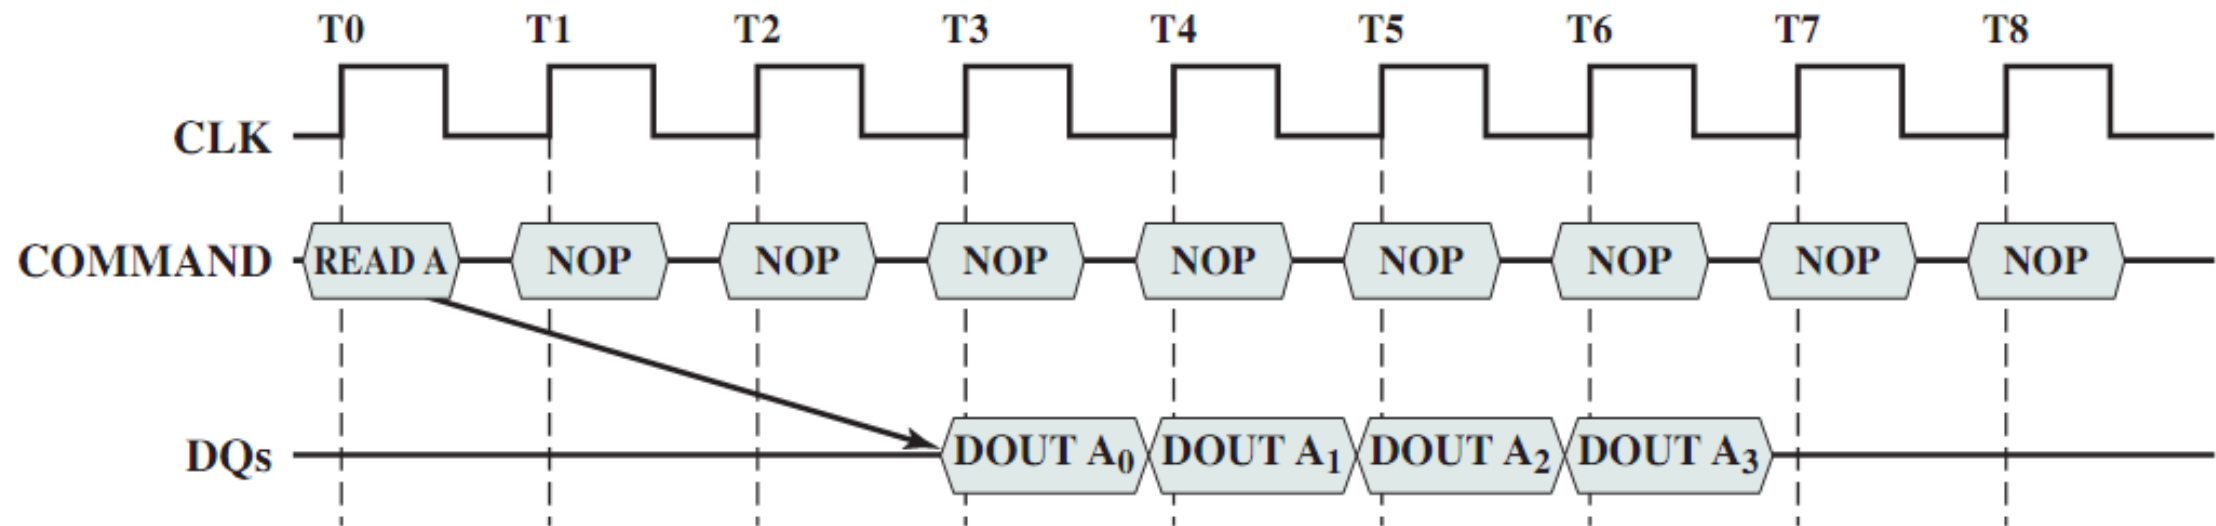 T0 T1 T2 T3 T4 T5 T6 T7 T8
CLK
COMMAND READ A NOP NOP NOP NOP NOP NOP NOP NOP
DQs DOUT A₀ DOUT A₁ DOUT A₂ DOUT A₃